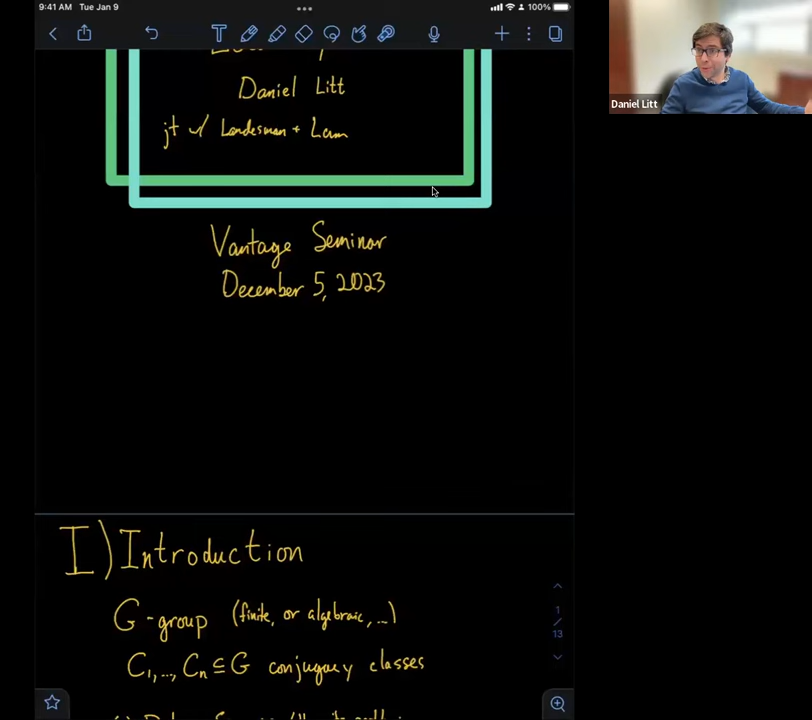 9:41 AM Tue Jan 9
100%
Daniel Litt
jt w/ Landesman + Lam
Daniel Litt
Vantage Seminar
December 5, 2023
I) Introduction
G - group (finite, or algebraic, ...)
1
/
13
C₁, ..., Cₙ ⊆ G conjugacy classes